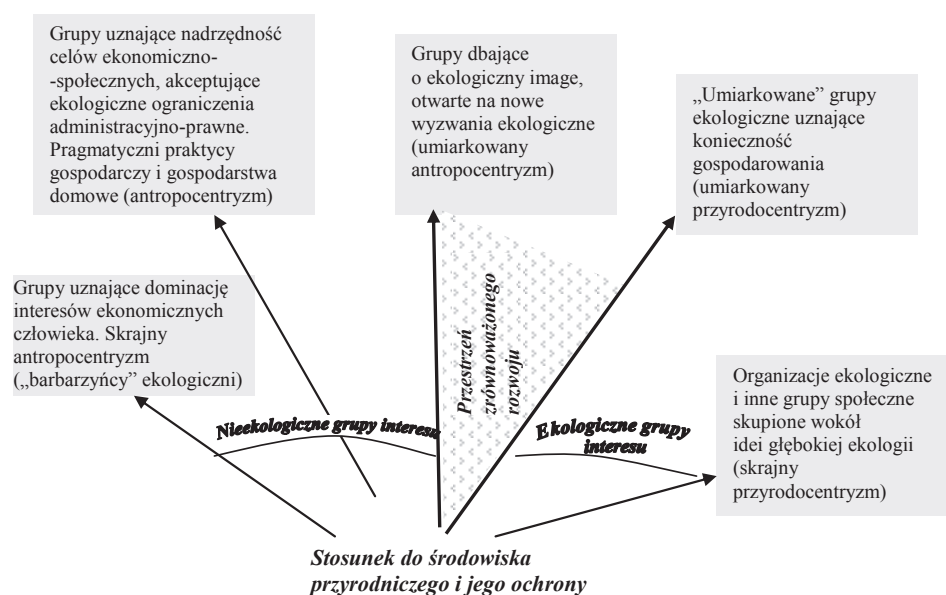 Grupy uznające nadrzędność
celów ekonomiczno-
-społecznych, akceptujące
ekologiczne ograniczenia
administracyjno-prawne.
Pragmatyczni praktycy
gospodarczy i gospodarstwa
domowe (antropocentryzm)
Grupy dbające
o ekologiczny image,
otwarte na nowe
wyzwania ekologiczne
(umiarkowany
antropocentryzm)
„Umiarkowane” grupy
ekologiczne uznające
konieczność
gospodarowania
(umiarkowany
przyrodocentryzm)
Grupy uznające dominację
interesów ekonomicznych
człowieka. Skrajny
antropocentryzm
(„barbarzyńcy” ekologiczni)
Przestrzeń
zrównoważonego
rozwoju
Organizacje ekologiczne
i inne grupy społeczne
skupione wokół
idei głębokiej ekologii
(skrajny
przyrodocentryzm)
Nieekologiczne grupy interesu
Ekologiczne grupy
interesu
Stosunek do środowiska
przyrodniczego i jego ochrony